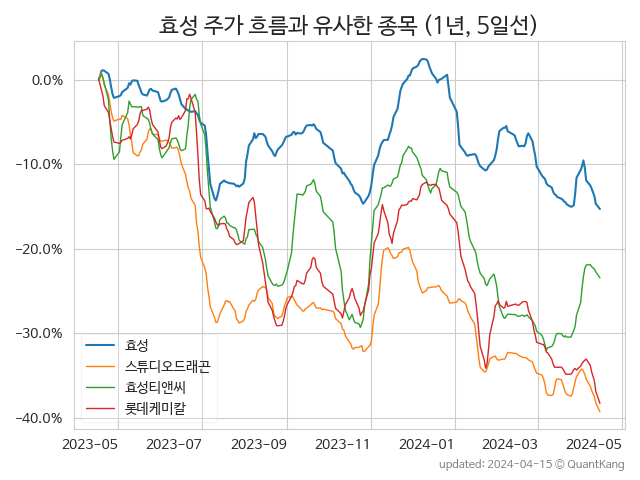 효성 주가 흐름과 유사한 종목 (1년, 5일선)
0.0%
−10.0%
−20.0%
−30.0%
−40.0%
효성
스튜디오드래곤
효성티앤씨
롯데케미칼
2023-05 2023-07 2023-09 2023-11 2024-01 2024-03 2024-05
updated: 2024-04-15 © QuantKang